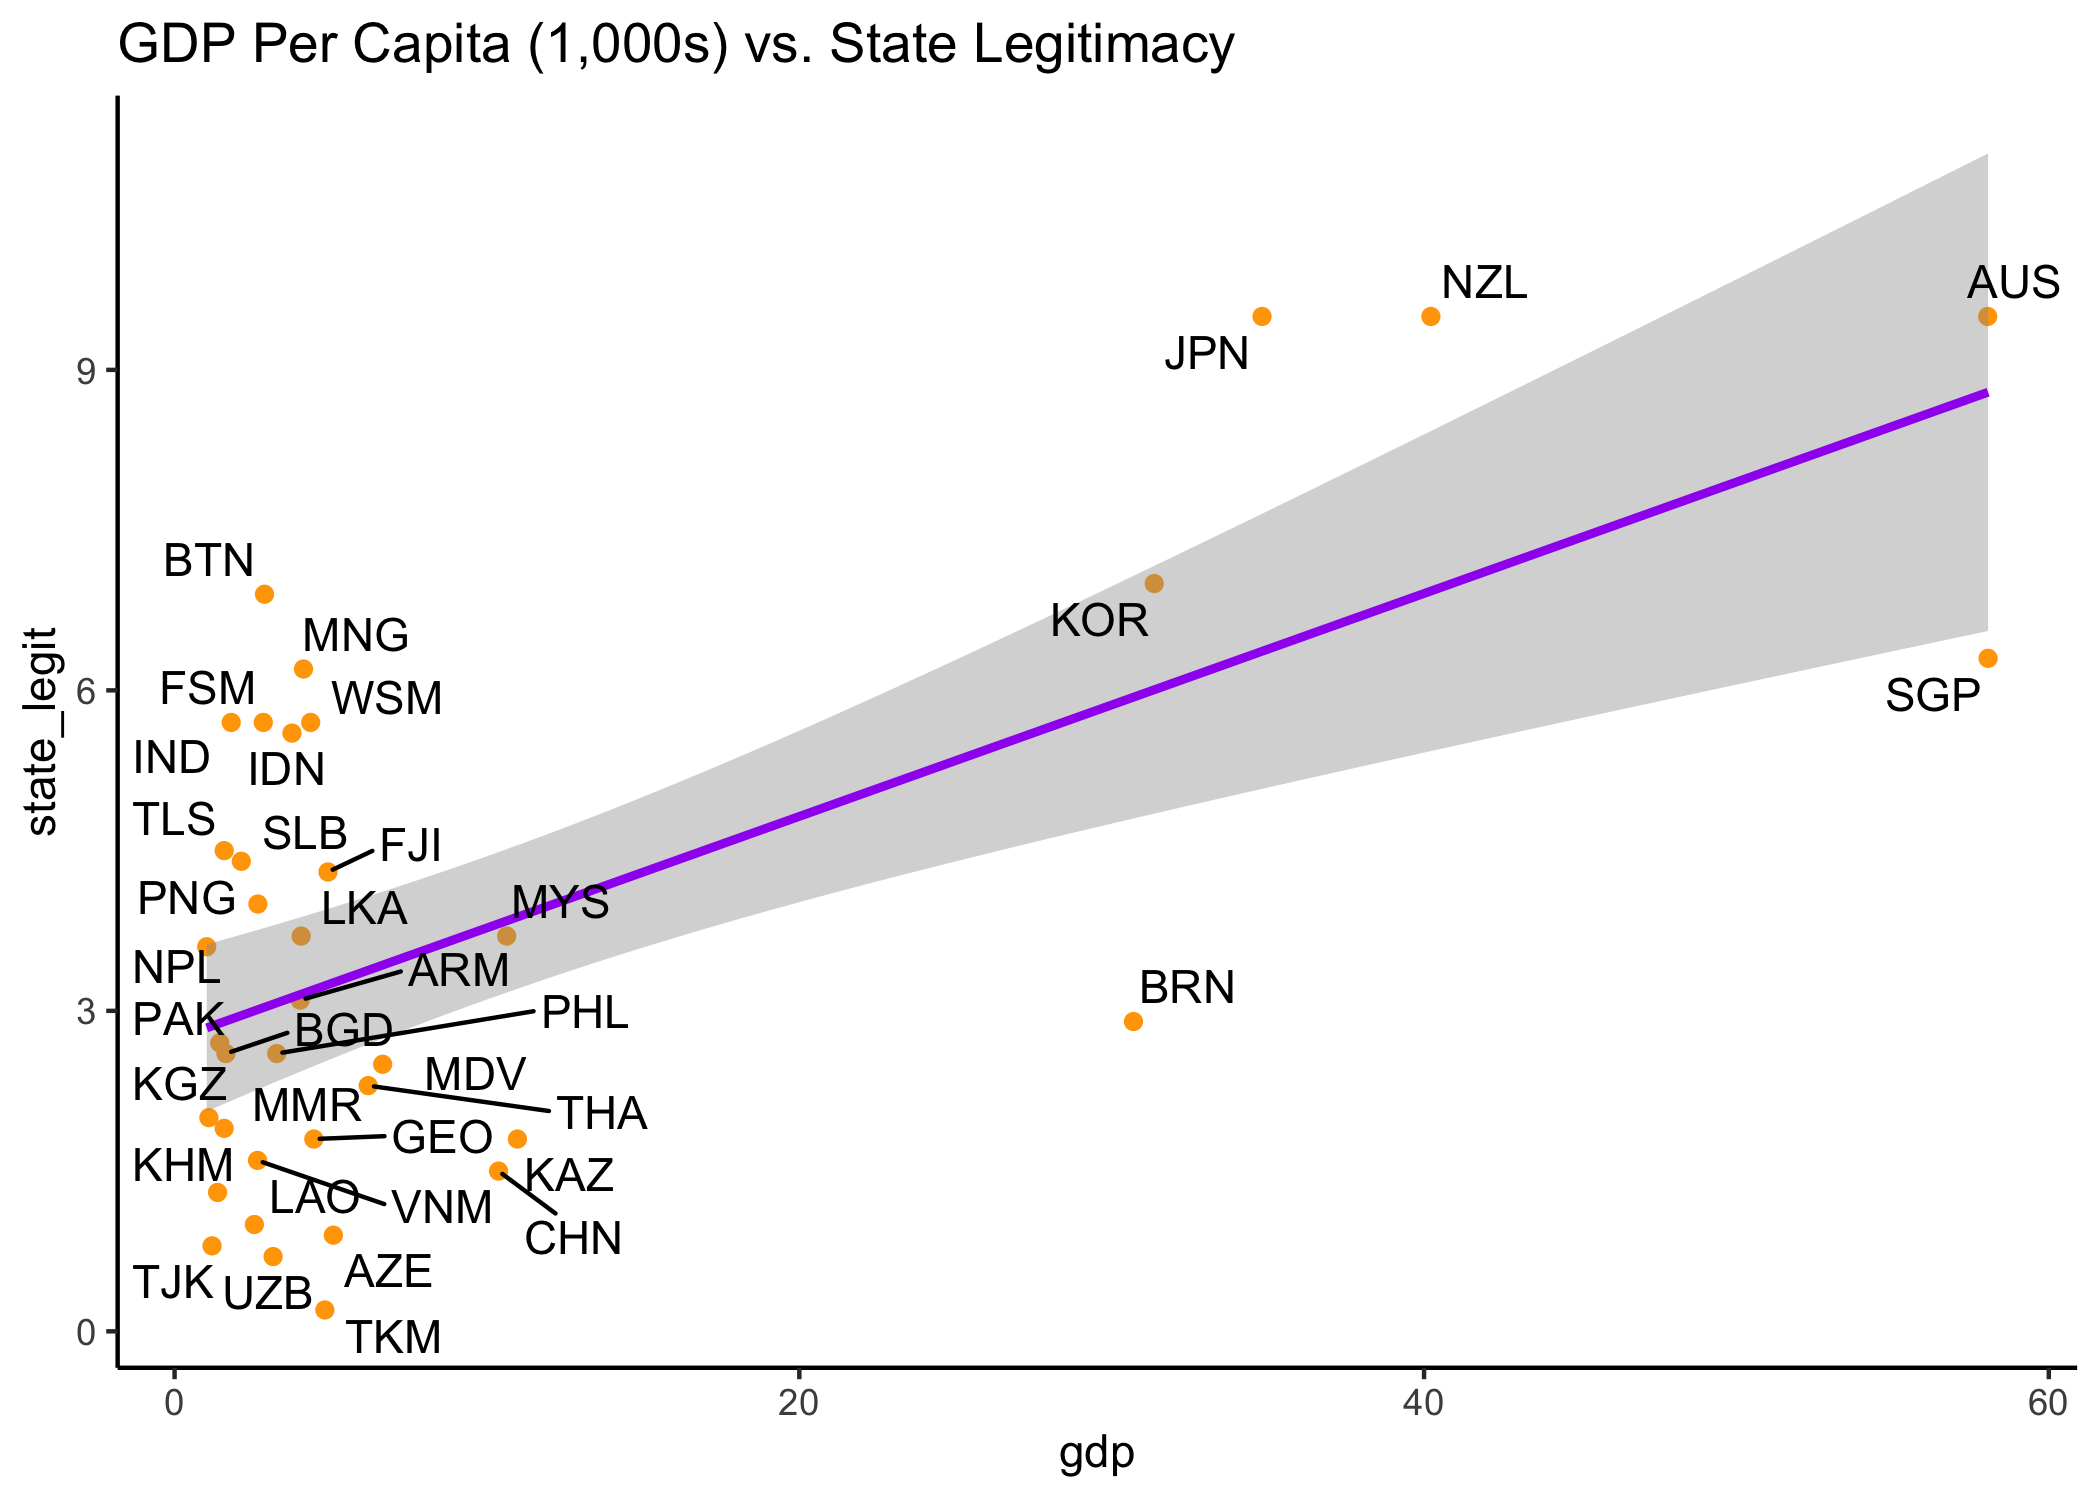 GDP Per Capita (1,000s) vs. State Legitimacy
NZL
AUS
JPN
9
BTN
KOR
MNG
FSM
WSM
6
SGP
state_legit
IND
IDN
TLS
SLB
FJI
PNG
LKA
MYS
NPL
ARM
BRN
PAK
BGD
PHL
3
KGZ
MMR
MDV
THA
GEO
KHM
KAZ
LAO
VNM
CHN
TJK
UZB
AZE
TKM
0
0
20
40
60
gdp